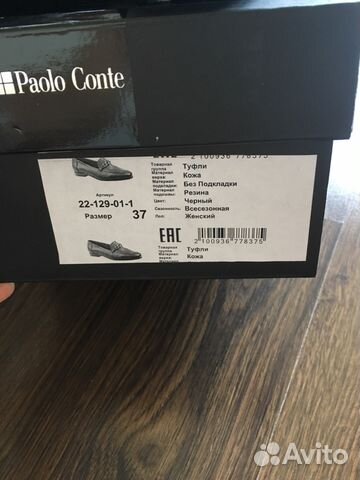 Paolo Conte
2 100936 778375
Товарная группа Туфли
Материал верха: Кожа
Материал подкладки: Без Подкладки
Материал подошвы: Резина
Цвет: Черный
Сезонность: Всесезонная
Пол: Женский
Артикул
22-129-01-1
Размер 37
EAC
2 100936 778375
Товарная группа Туфли
Материал верха: Кожа
Avito